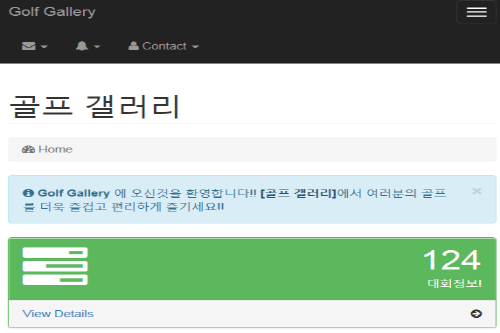 Golf Gallery
Contact
골프 갤러리
Home
Golf Gallery 에 오신것을 환영합니다!! [골프 갤러리]에서 여러분의 골프
를 더욱 즐겁고 편리하게 즐기세요!!
×
124
대회정보!
View Details